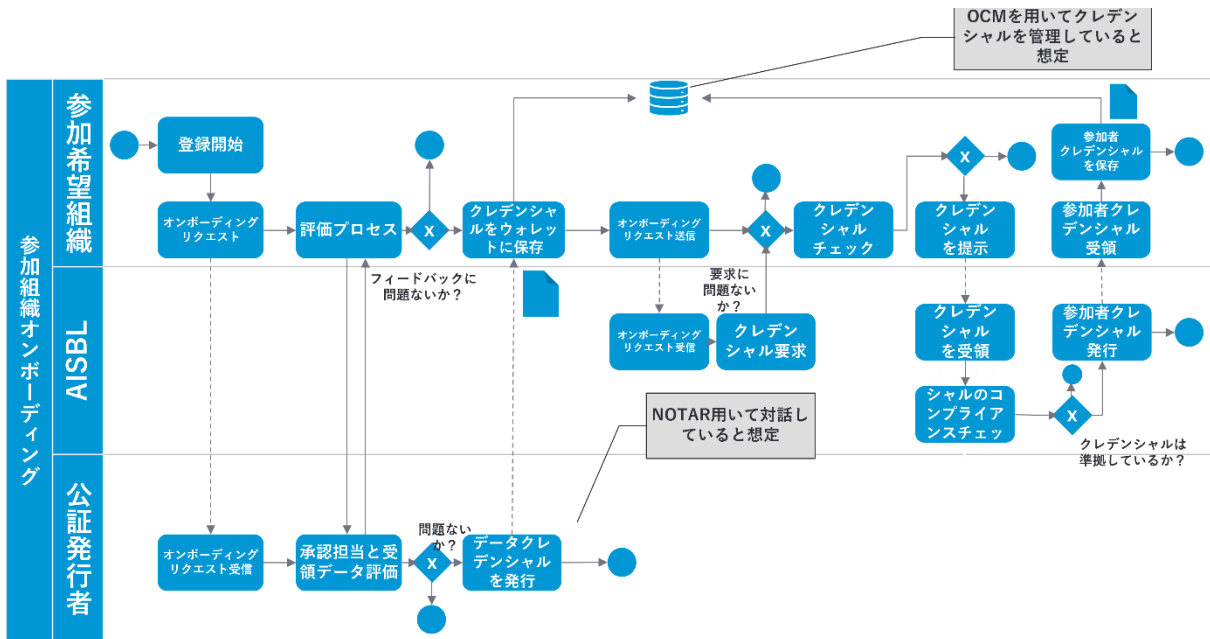 OCMを用いてクレデン
シャルを管理していると
想定
参加組織オンボーディング
参加希望組織
登録開始
オンボーディング
リクエスト
評価プロセス
X
フィードバックに
問題ないか？
クレデンシャ
ルをウォレット
に保存
オンボーディング
リクエスト送信
X
クレデン
シャル
チェック
X
クレデン
シャル
を提示
参加者
クレデンシャル
を保存
参加者クレ
デンシャル
受領
AISBL
オンボーディング
リクエスト受信
要求に
問題ない
か？
クレデン
シャル要求
クレデン
シャル
を受領
シャルのコ
ンプライア
ンスチェッ
X
クレデンシャルは
準拠しているか？
参加者クレ
デンシャル
発行
NOTAR用いて対話し
ていると想定
公証発行者
オンボーディング
リクエスト受信
承認担当と受
領データ評価
問題ない
か？
X
データクレ
デンシャル
を発行